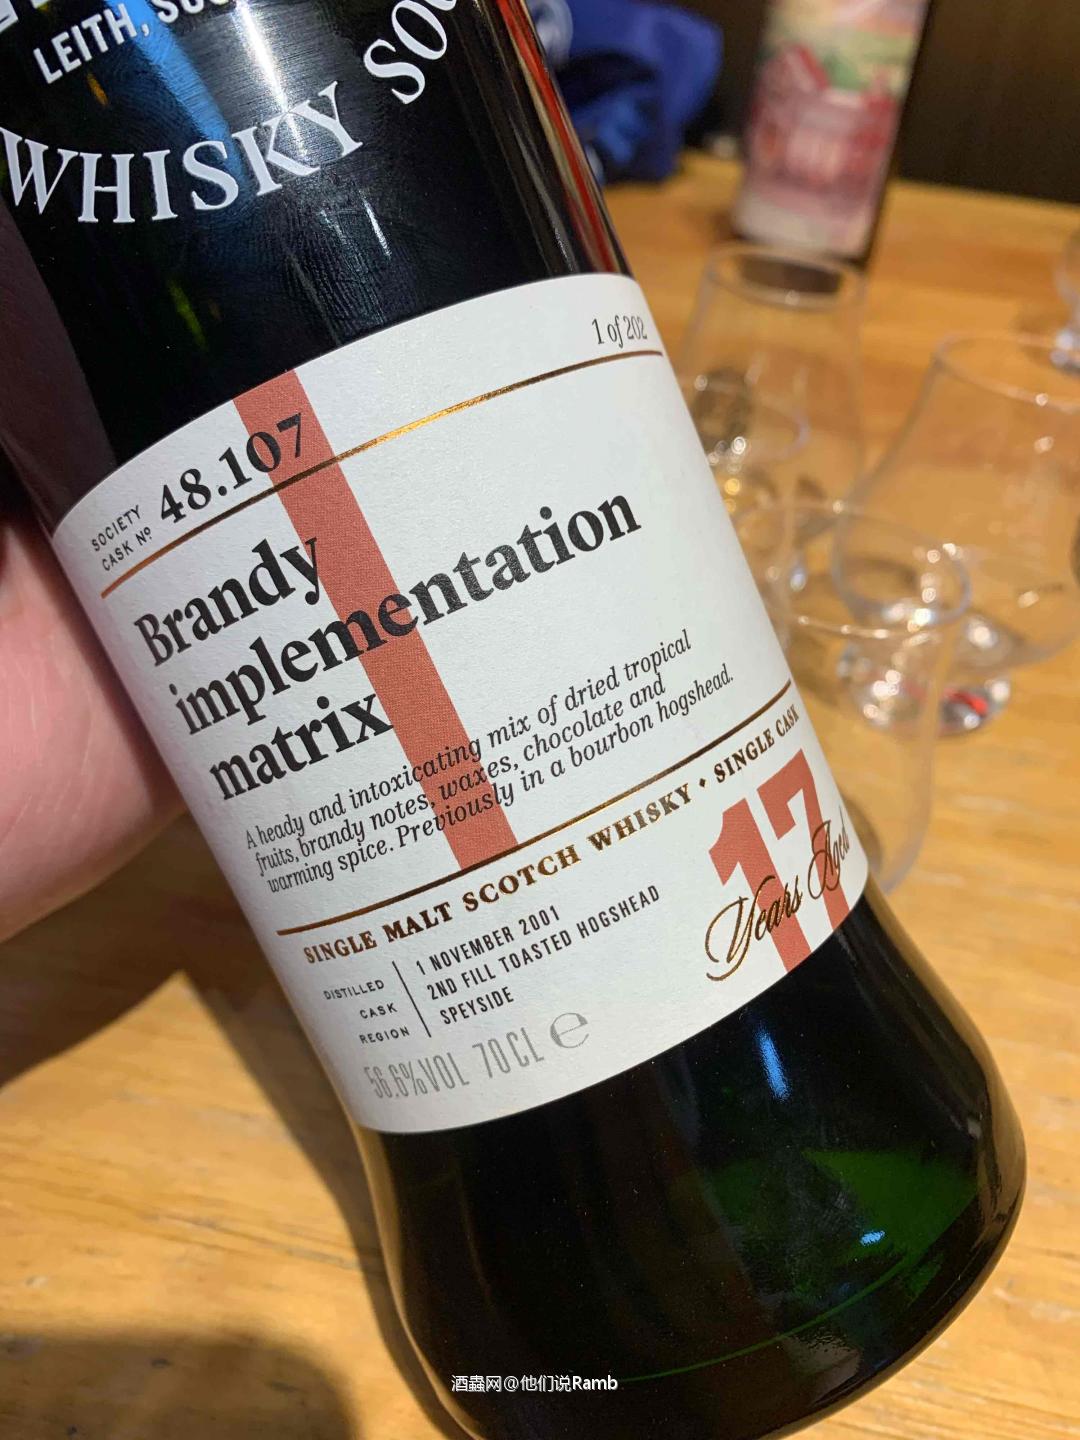 LEITH,
WHISKY
1 of 202
SOCIETY
CASK Nº 48.107
Brandy
implementation
matrix
A heady and intoxicating mix of dried tropical
fruits, brandy notes, waxes, chocolate and
warming spice. Previously in a bourbon hogshead.
SINGLE MALT SCOTCH WHISKY • SINGLE CASK
DISTILLED 1 NOVEMBER 2001
CASK 2ND FILL TOASTED HOGSHEAD
REGION SPEYSIDE
17
Years Aged
56.6%VOL 70CL ℮
酒蟲网@他们说Ramb